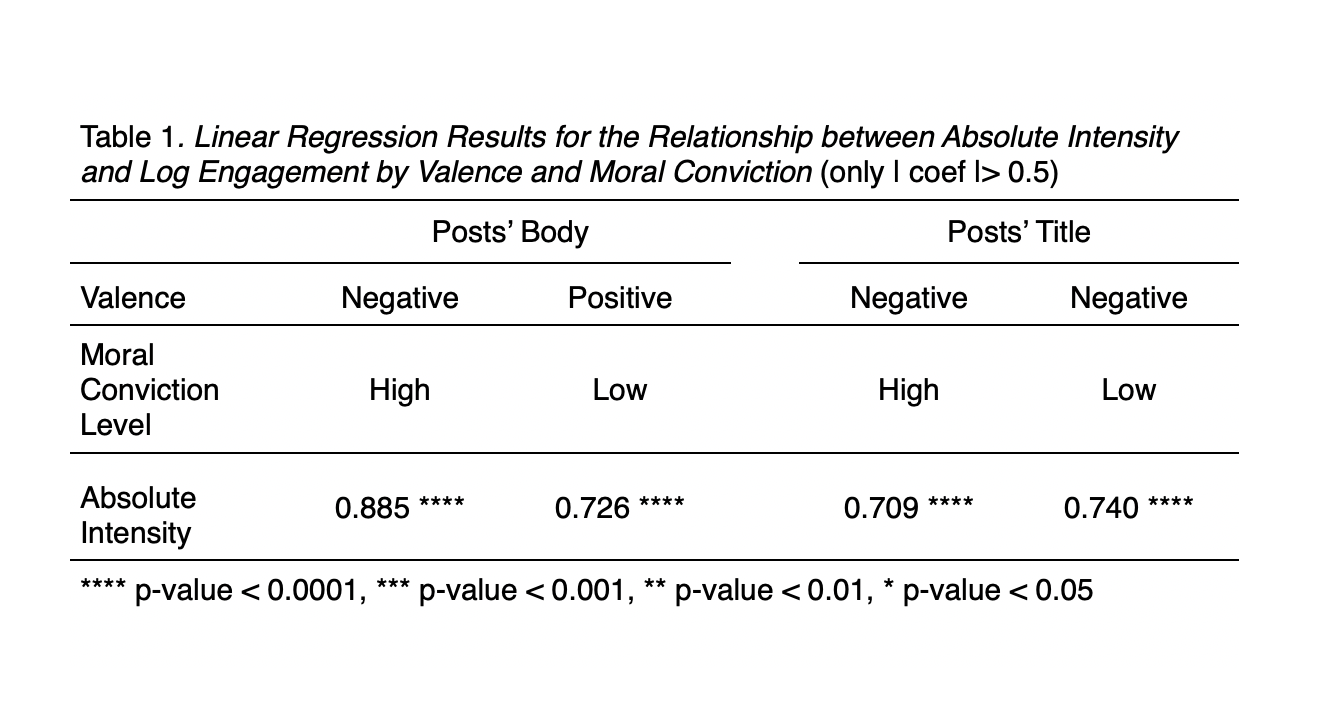 Table 1. Linear Regression Results for the Relationship between Absolute Intensity
and Log Engagement by Valence and Moral Conviction (only | coef |> 0.5)
Posts’ Body Posts’ Title
Valence Negative Positive Negative Negative
Moral
Conviction
Level
High Low High Low
Absolute
Intensity
0.885 **** 0.726 **** 0.709 **** 0.740 ****
**** p-value < 0.0001, *** p-value < 0.001, ** p-value < 0.01, * p-value < 0.05